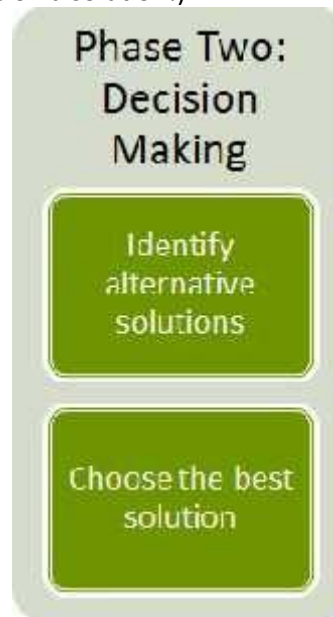 Phase Two:
Decision
Making
Identify
alternative
solutions
Choose the best
solution